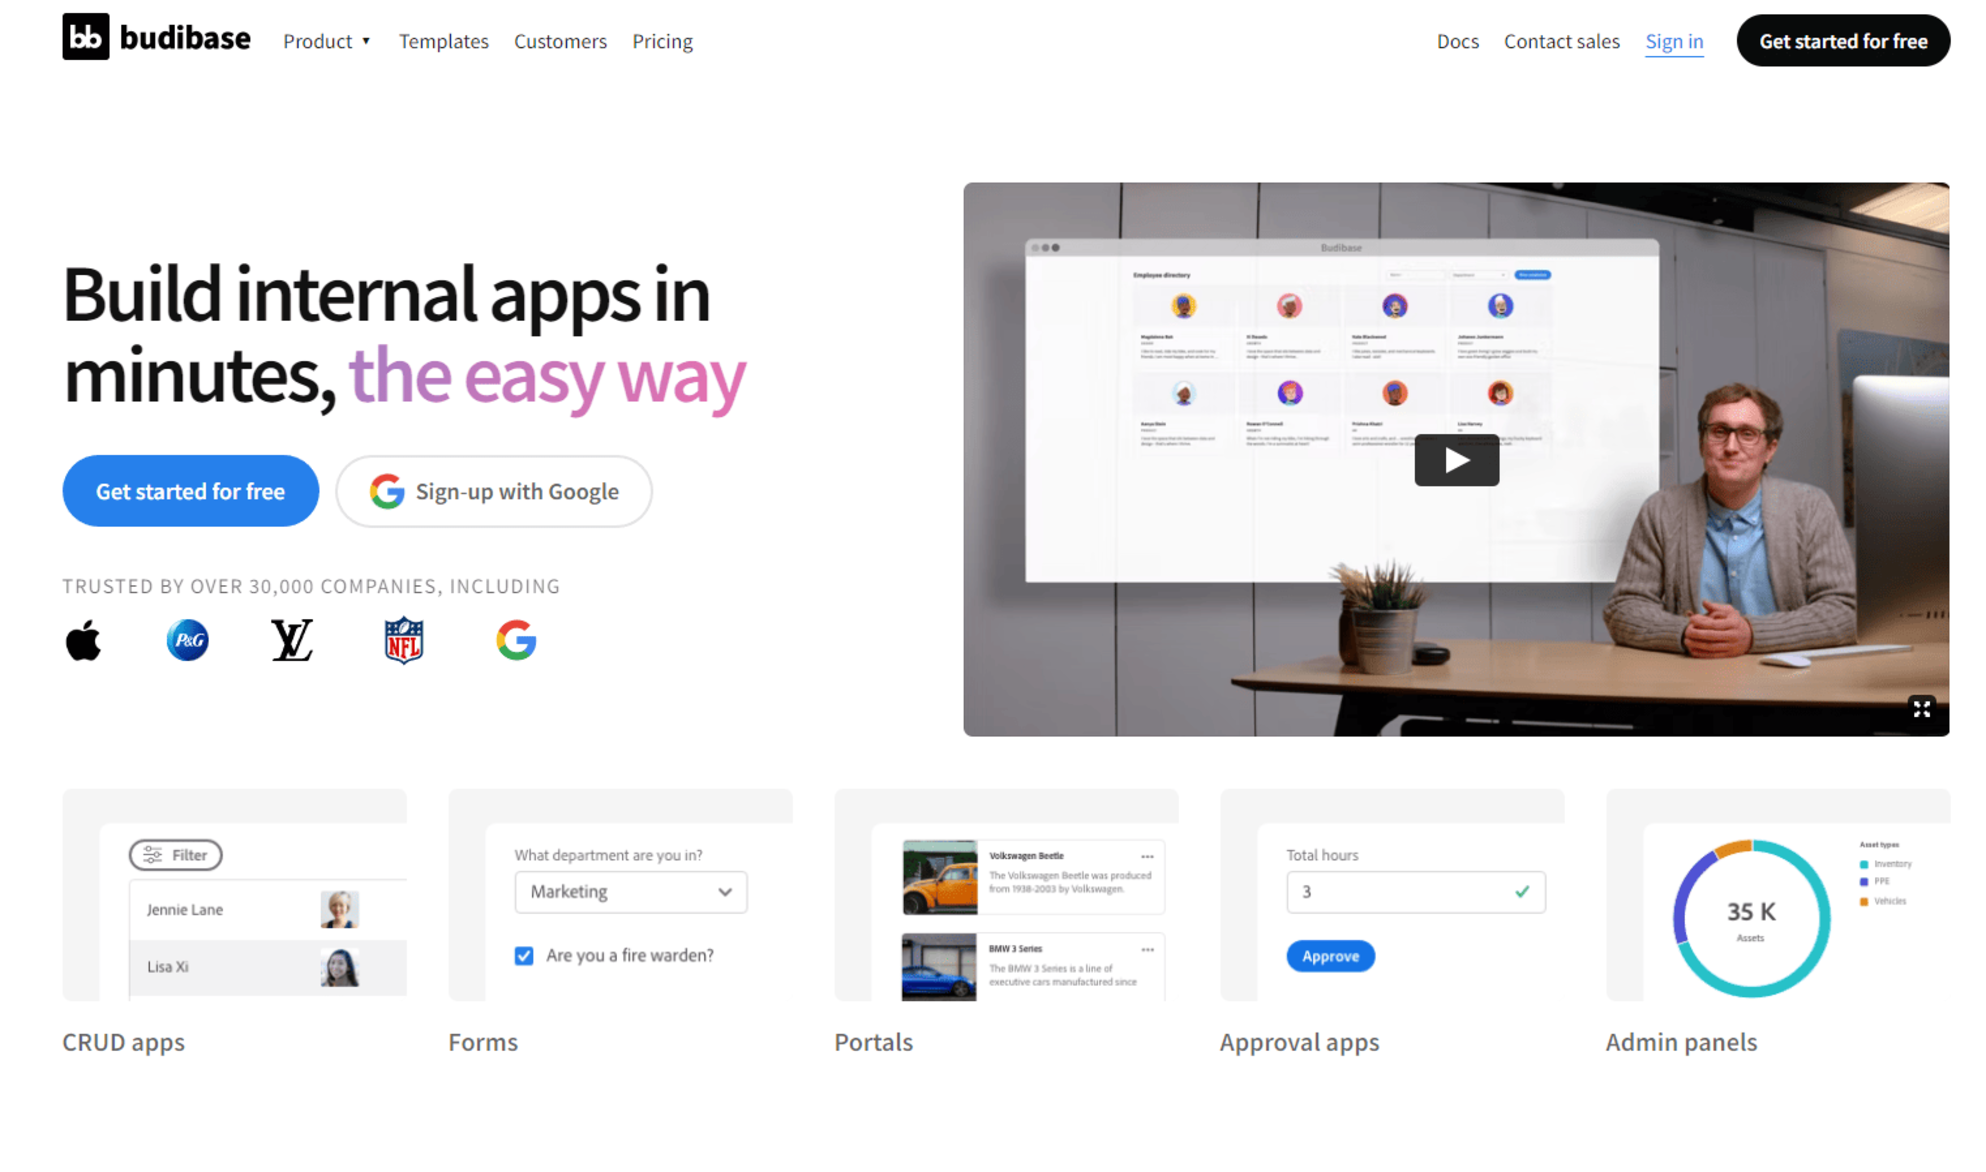 bb budibase
Product
Templates
Customers
Pricing
Docs
Contact sales
Sign in
Get started for free
Build internal apps in
minutes, the easy way
Get started for free
Sign-up with Google
TRUSTED BY OVER 30,000 COMPANIES, INCLUDING
P&G
NFL
Budibase
Employee directory
Filter
Jennie Lane
Lisa Xi
CRUD apps
What department are you in?
Marketing
Are you a fire warden?
Forms
Volkswagen Beetle
The Volkswagen Beetle was produced
from 1938-2003 by Volkswagen.
BMW 3 Series
The BMW 3 Series is a line of
executive cars manufactured since
Portals
Total hours
3
Approve
Approval apps
35 K
Assets
Asset types
Inventory
PPE
Vehicles
Admin panels